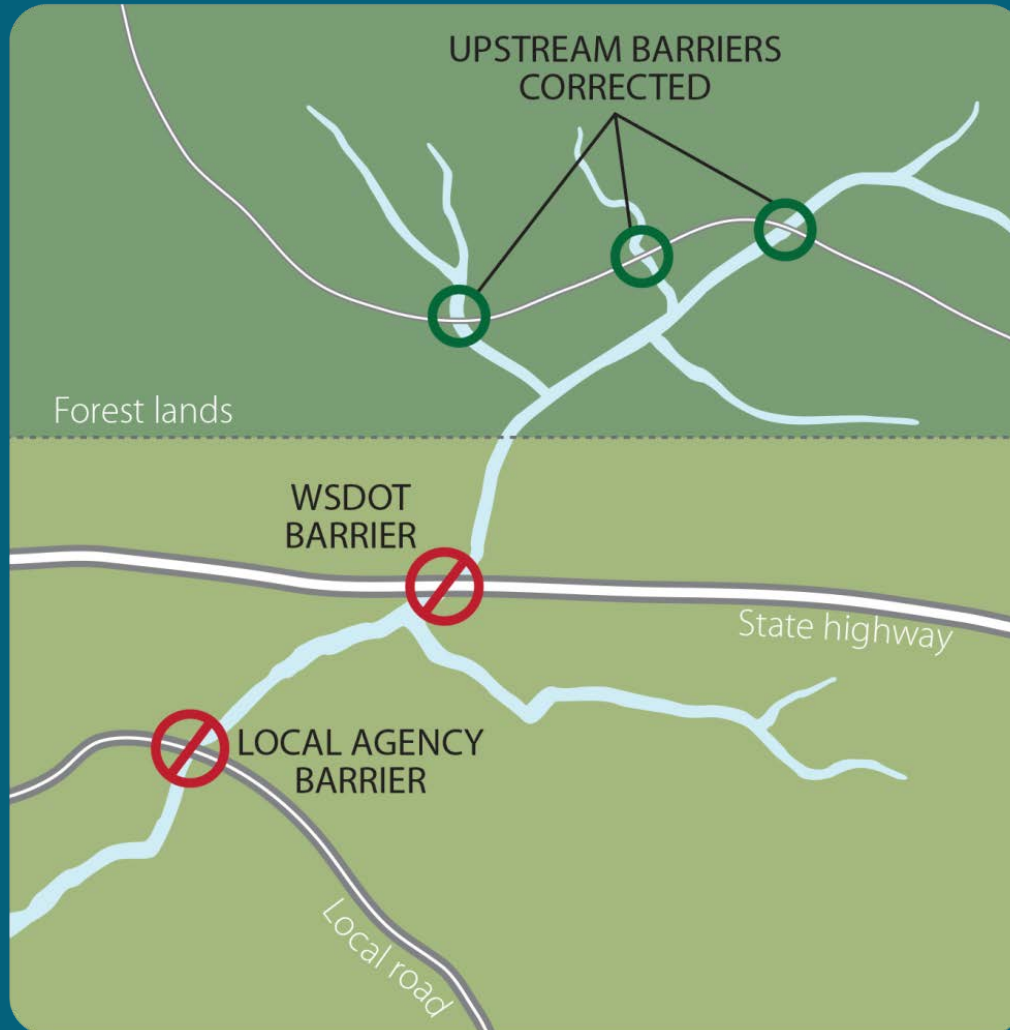 UPSTREAM BARRIERS
CORRECTED
Forest lands
WSDOT
BARRIER
State highway
LOCAL AGENCY
BARRIER
Local road